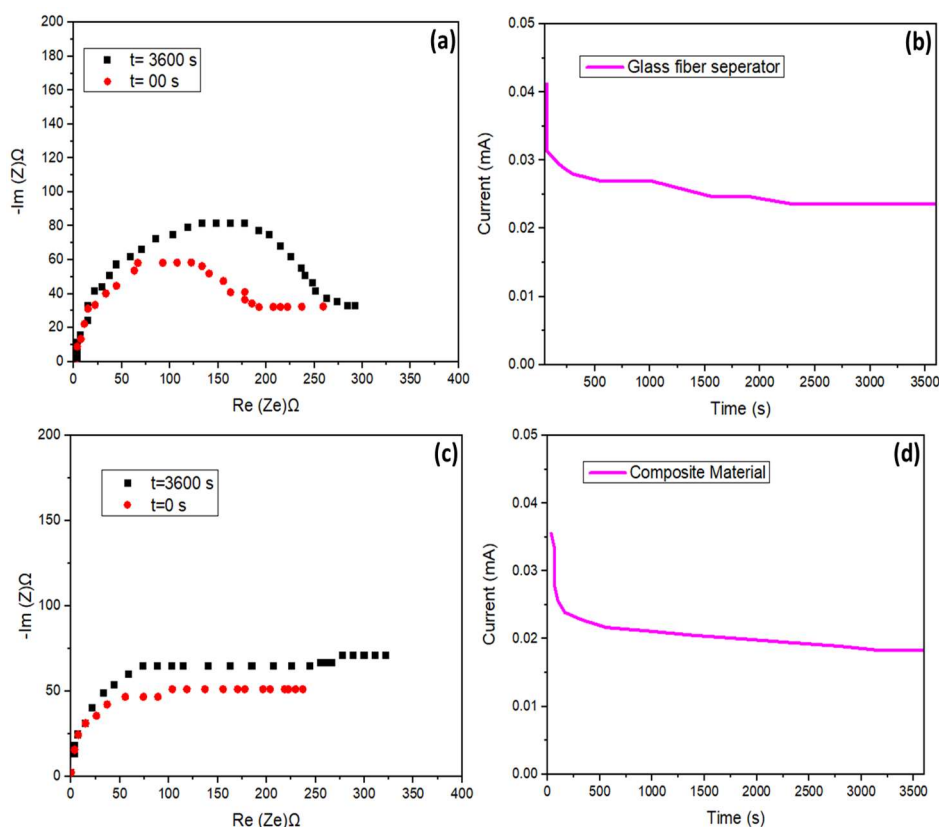 (a)
t= 3600 s
t= 00 s
200
180
160
140
120
100
80
60
40
20
0
-Im (Z)Ω
0 50 100 150 200 250 300 350 400
Re (Ze)Ω
(b)
Glass fiber seperator
0.05
0.04
0.03
0.02
0.01
0.00
Current (mA)
500 1000 1500 2000 2500 3000 3500
Time (s)
(c)
t=3600 s
t=0 s
200
150
100
50
0
-Im (Z)Ω
0 50 100 150 200 250 300 350 400
Re (Ze)Ω
(d)
Composite Material
0.05
0.04
0.03
0.02
0.01
0.00
Current (mA)
0 500 1000 1500 2000 2500 3000 3500
Time (s)